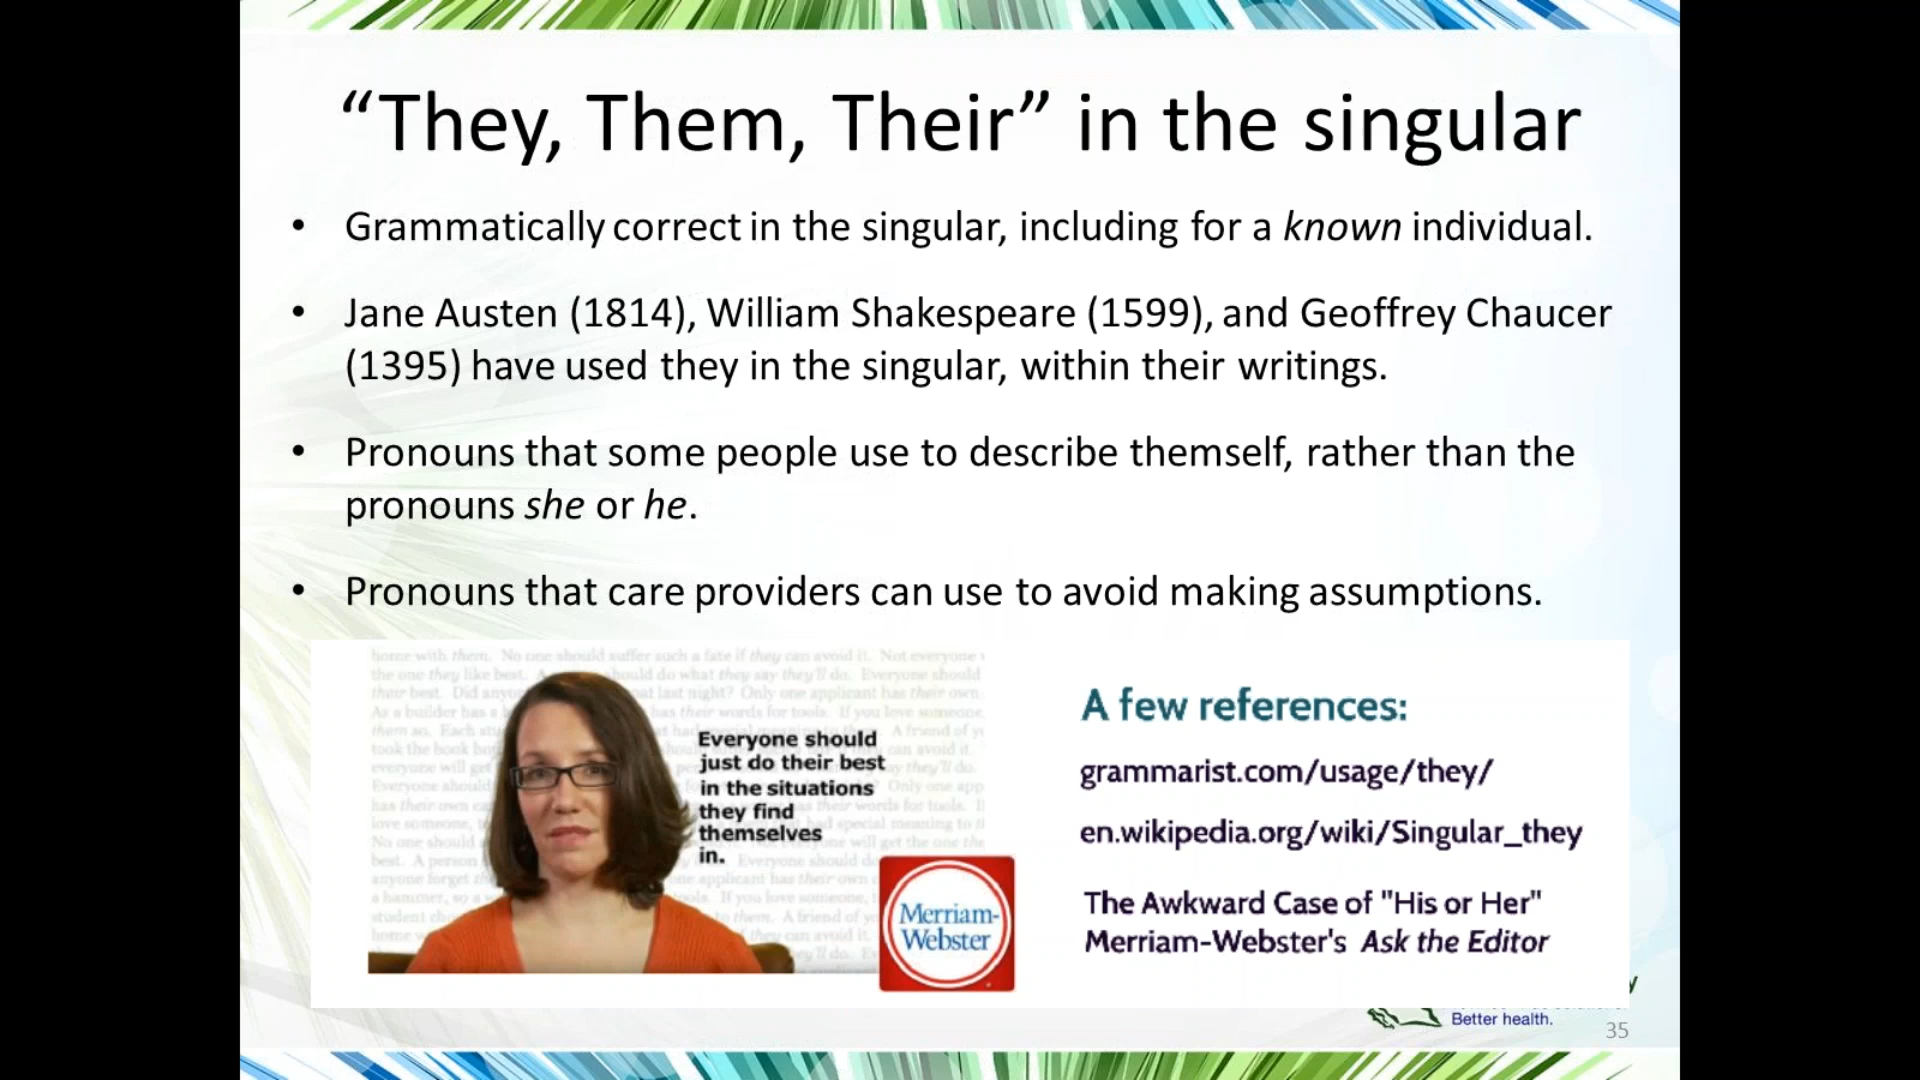 “They, Them, Their” in the singular
• Grammatically correct in the singular, including for a known individual.
• Jane Austen (1814), William Shakespeare (1599), and Geoffrey Chaucer
(1395) have used they in the singular, within their writings.
• Pronouns that some people use to describe themself, rather than the
pronouns she or he.
• Pronouns that care providers can use to avoid making assumptions.
Everyone should
just do their best
in the situations
they find
themselves
in.
Merriam-
Webster
A few references:
grammarist.com/usage/they/
en.wikipedia.org/wiki/Singular_they
The Awkward Case of "His or Her"
Merriam-Webster's Ask the Editor
Better health.
35